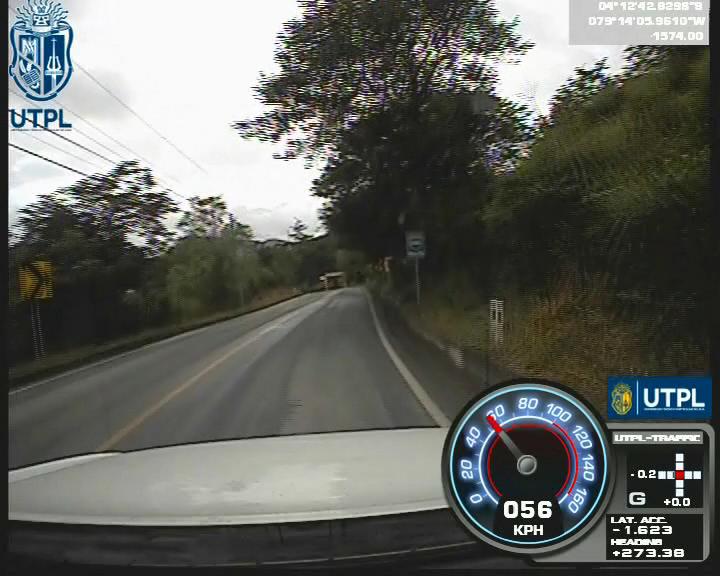 04°12'42.8298"S
079°14'05.9610"W
1574.00
UTPL
UTPL
UTPL-TRAFFIC
0 20 40 60 80 100 120 140 160
056
KPH
-0.2
G
+0.0
LAT. ACC.
-1.623
HEADING
+273.38